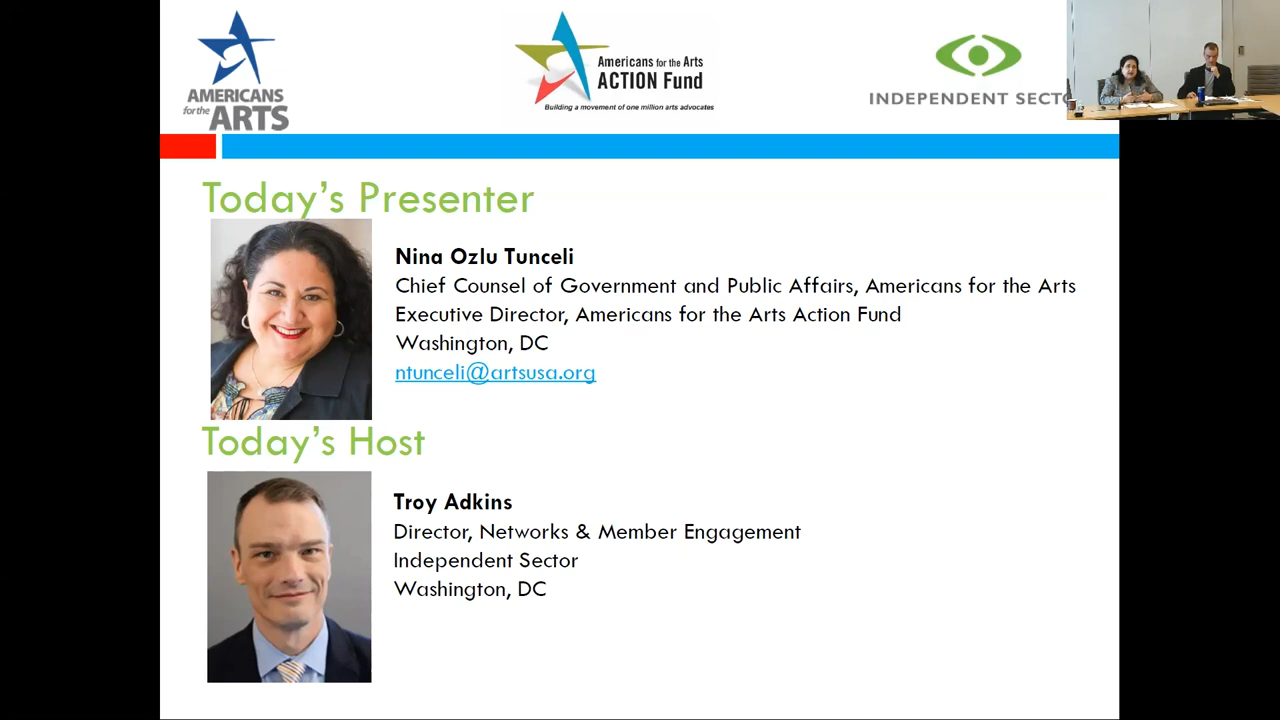 AMERICANS
for the
ARTS
Americans for the Arts
ACTION Fund
Building a movement of one million arts advocates
INDEPENDENT SECTO
Today's Presenter
Nina Ozlu Tunceli
Chief Counsel of Government and Public Affairs, Americans for the Arts
Executive Director, Americans for the Arts Action Fund
Washington, DC
ntunceli@artsusa.org
Today's Host
Troy Adkins
Director, Networks & Member Engagement
Independent Sector
Washington, DC